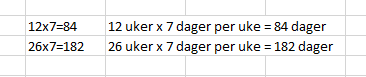 12x7=84 12 uker x 7 dager per uke = 84 dager
26x7=182 26 uker x 7 dager per uke = 182 dager